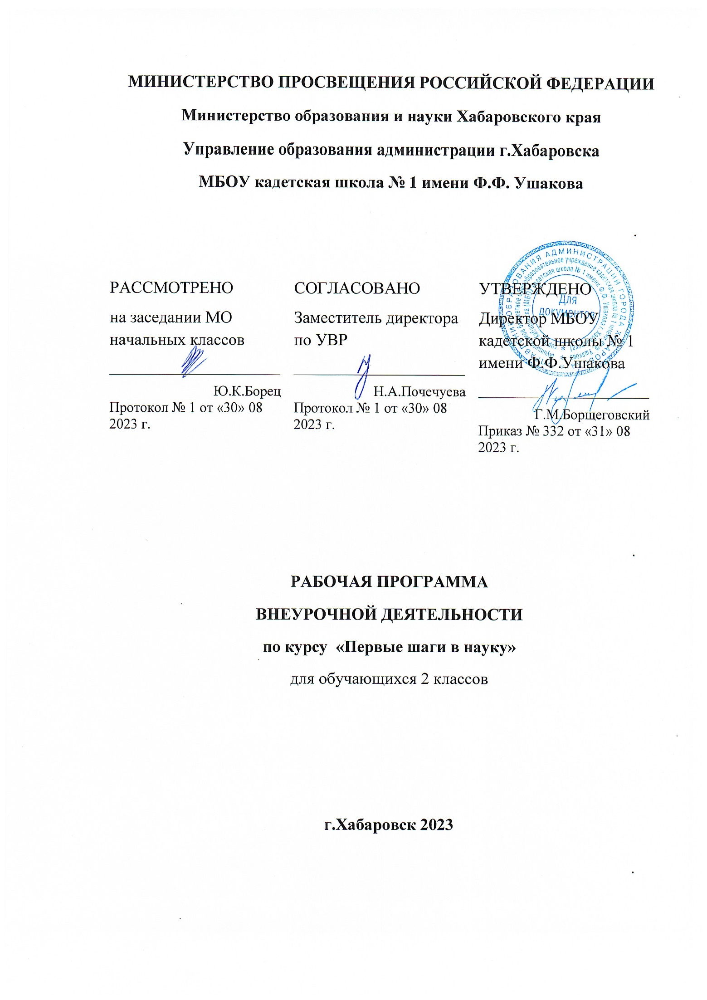 МИНИСТЕРСТВО ПРОСВЕЩЕНИЯ РОССИЙСКОЙ ФЕДЕРАЦИИ
Министерство образования и науки Хабаровского края
Управление образования администрации г.Хабаровска
МБОУ кадетская школа № 1 имени Ф.Ф. Ушакова
РАССМОТРЕНО
на заседании МО
начальных классов
Ю.К.Борец
Протокол № 1 от «30» 08
2023 г.
СОГЛАСОВАНО
Заместитель директора
по УВР
Н.А.Почечуева
Протокол № 1 от «30» 08
2023 г.
УТВЕРЖДЕНО
Директор МБОУ
кадетской школы № 1
имени Ф.Ф.Ушакова
Г.М.Борщеговский
Приказ № 332 от «31» 08
2023 г.
Для
документов
РАБОЧАЯ ПРОГРАММА
ВНЕУРОЧНОЙ ДЕЯТЕЛЬНОСТИ
по курсу «Первые шаги в науку»
для обучающихся 2 классов
г.Хабаровск 2023